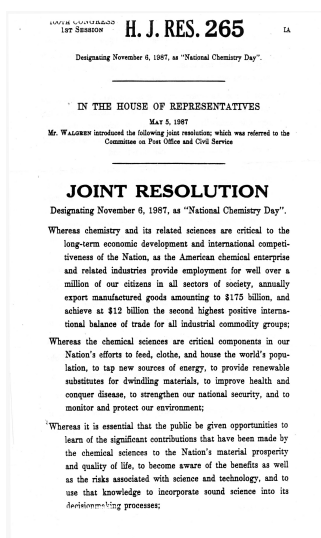 100TH CONGRESS
1ST SESSION
H. J. RES. 265
IA
Designating November 6, 1987, as "National Chemistry Day".
IN THE HOUSE OF REPRESENTATIVES
MAY 5, 1987
Mr. WALGREN introduced the following joint resolution; which was referred to the
Committee on Post Office and Civil Service
JOINT RESOLUTION
Designating November 6, 1987, as "National Chemistry Day".
Whereas chemistry and its related sciences are critical to the
long-term economic development and international competi-
tiveness of the Nation, as the American chemical enterprise
and related industries provide employment for well over a
million of our citizens in all sectors of society, annually
export manufactured goods amounting to $175 billion, and
achieve at $12 billion the second highest positive interna-
tional balance of trade for all industrial commodity groups;
Whereas the chemical sciences are critical components in our
Nation's efforts to feed, clothe, and house the world's popu-
lation, to tap new sources of energy, to provide renewable
substitutes for dwindling materials, to improve health and
conquer disease, to strengthen our national security, and to
monitor and protect our environment;
Whereas it is essential that the public be given opportunities to
learn of the significant contributions that have been made by
the chemical sciences to the Nation's material prosperity
and quality of life, to become aware of the benefits as well
as the risks associated with science and technology, and to
use that knowledge to incorporate sound science into its
decisionmaking processes;